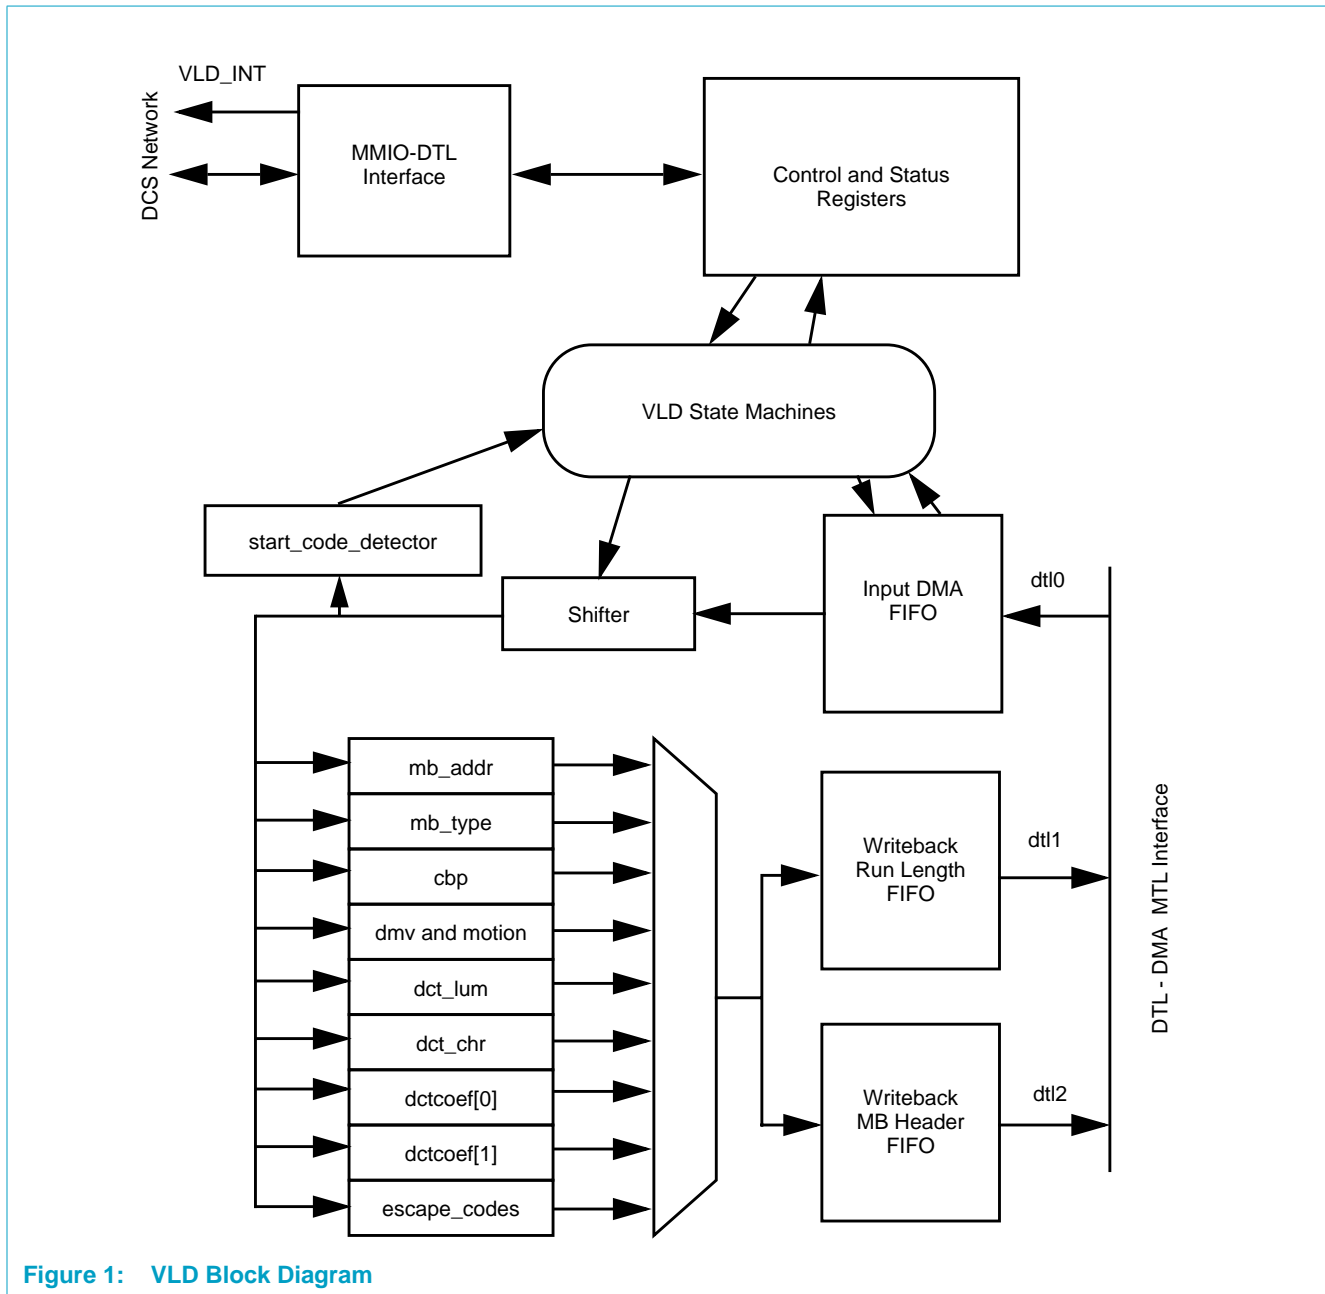 VLD_INT
DCS Network
MMIO-DTL
Interface
Control and Status
Registers
VLD State Machines
start_code_detector
Shifter
Input DMA
FIFO
dtl0
mb_addr
mb_type
cbp
dmv and motion
dct_lum
dct_chr
dctcoef[0]
dctcoef[1]
escape_codes
Writeback
Run Length
FIFO
dtl1
Writeback
MB Header
FIFO
dtl2
DTL - DMA MTL Interface
Figure 1: VLD Block Diagram